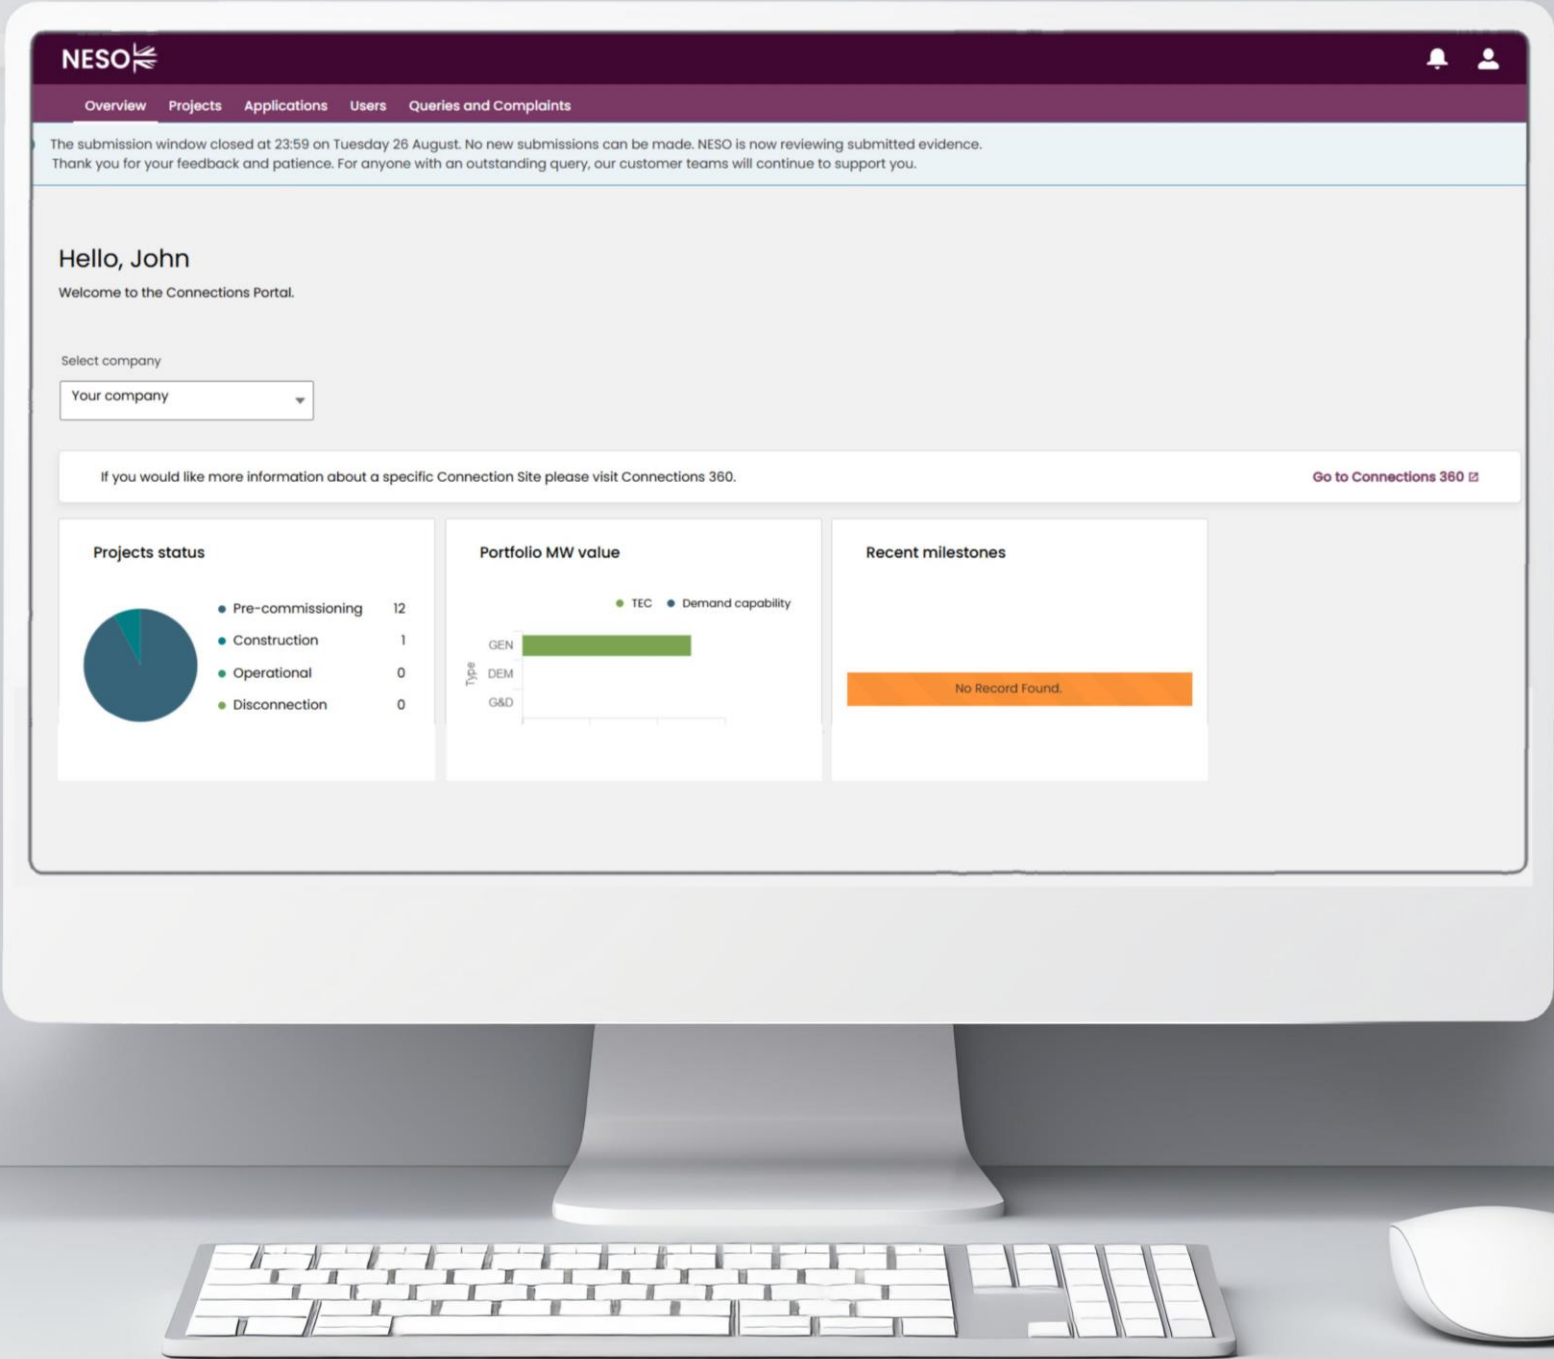 NESO
Overview Projects Applications Users Queries and Complaints
The submission window closed at 23:59 on Tuesday 26 August. No new submissions can be made. NESO is now reviewing submitted evidence.
Thank you for your feedback and patience. For anyone with an outstanding query, our customer teams will continue to support you.
Hello, John
Welcome to the Connections Portal.
Select company
Your company
If you would like more information about a specific Connection Site please visit Connections 360.
Go to Connections 360
Projects status
Pre-commissioning 12
Construction 1
Operational 0
Disconnection 0
Portfolio MW value
TEC Demand capability
Type
GEN
DEM
G&D
Recent milestones
No Record Found.